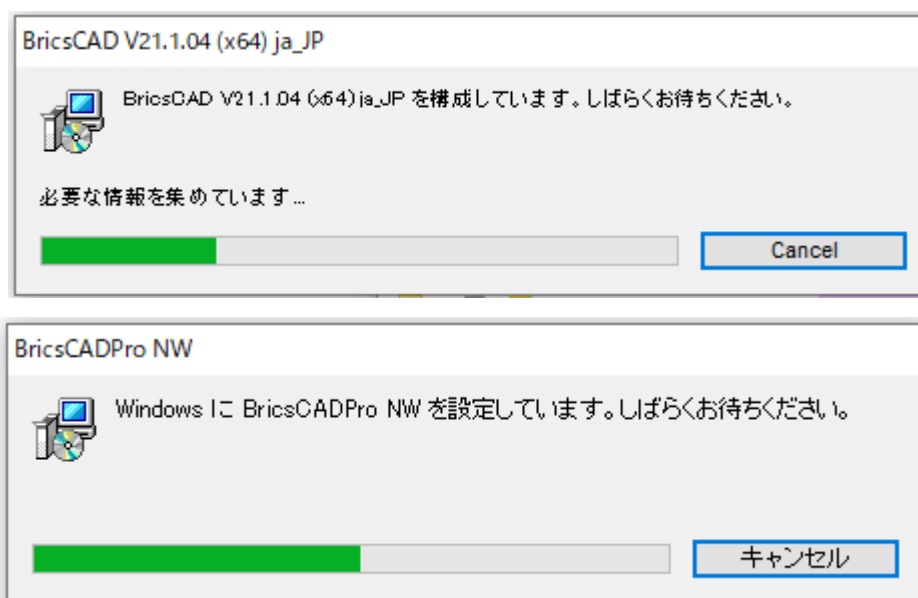 BricsCAD V21.1.04 (x64) ja_JP
BricsCAD V21.1.04 (x64) ja_JP を構成しています。しばらくお待ちください。
必要な情報を集めています...
Cancel
BricsCADPro NW
Windows に BricsCADPro NW を設定しています。しばらくお待ちください。
キャンセル